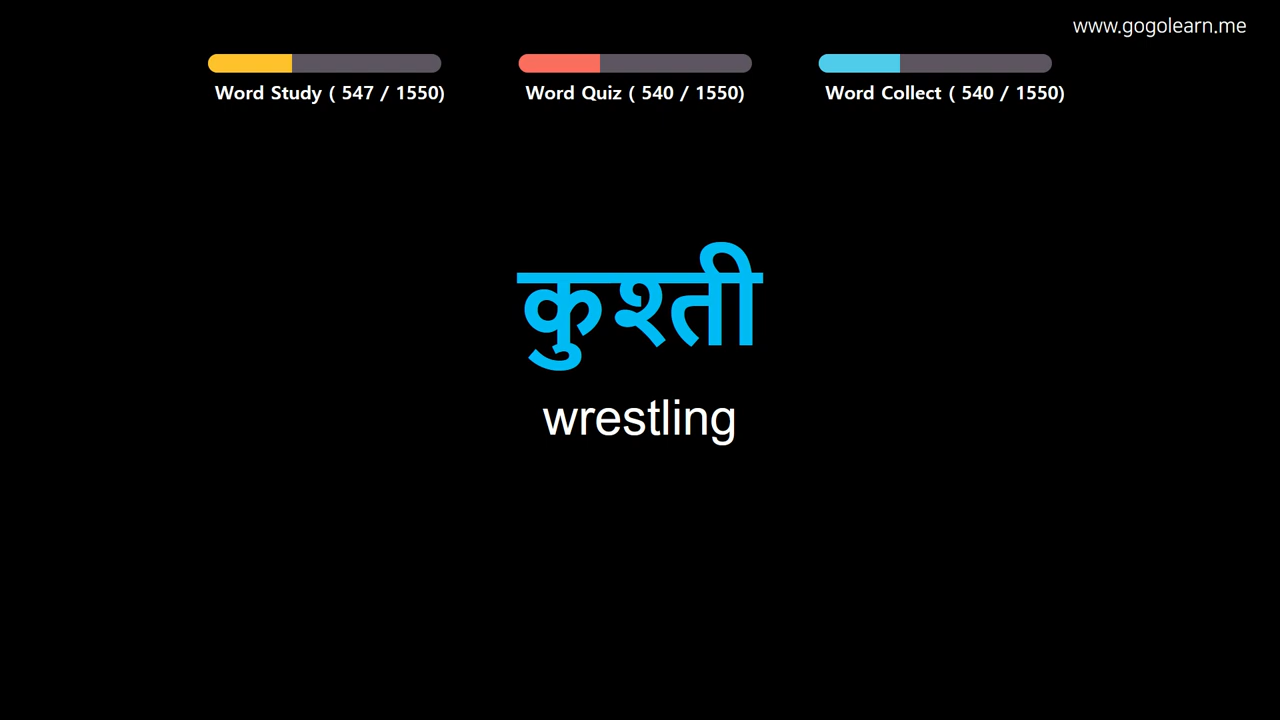 www.gogolearn.me
Word Study ( 547 / 1550)
Word Quiz ( 540 / 1550)
Word Collect ( 540 / 1550)
कुश्ती
wrestling